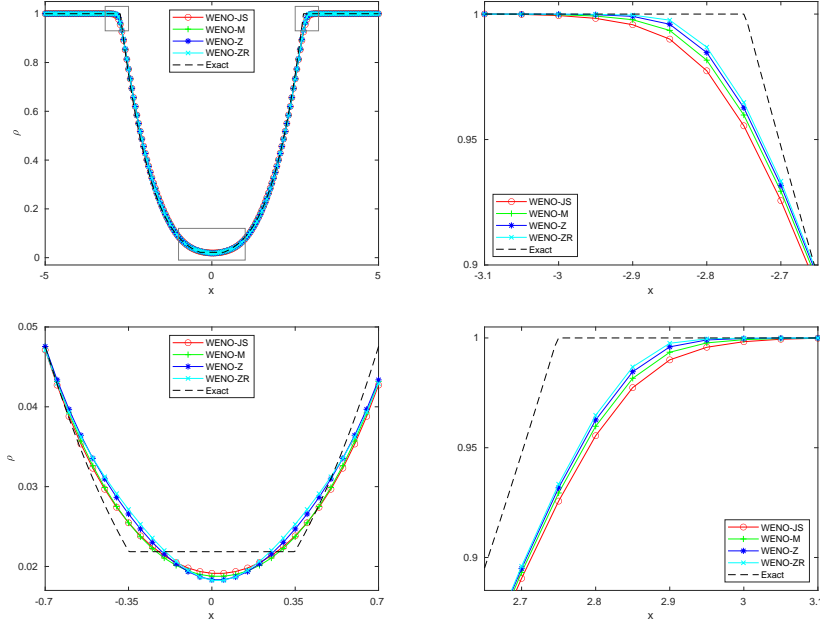 1
0.8
0.6
0.4
0.2
0
ρ
-5
0
5
x
WENO-JS
WENO-M
WENO-Z
WENO-ZR
Exact
1
0.95
0.9
-3.1
-3
-2.9
-2.8
-2.7
x
WENO-JS
WENO-M
WENO-Z
WENO-ZR
Exact
0.05
0.04
0.03
0.02
ρ
-0.7
-0.35
0
0.35
0.7
x
WENO-JS
WENO-M
WENO-Z
WENO-ZR
Exact
1
0.95
0.9
2.7
2.8
2.9
3
3.1
x
WENO-JS
WENO-M
WENO-Z
WENO-ZR
Exact